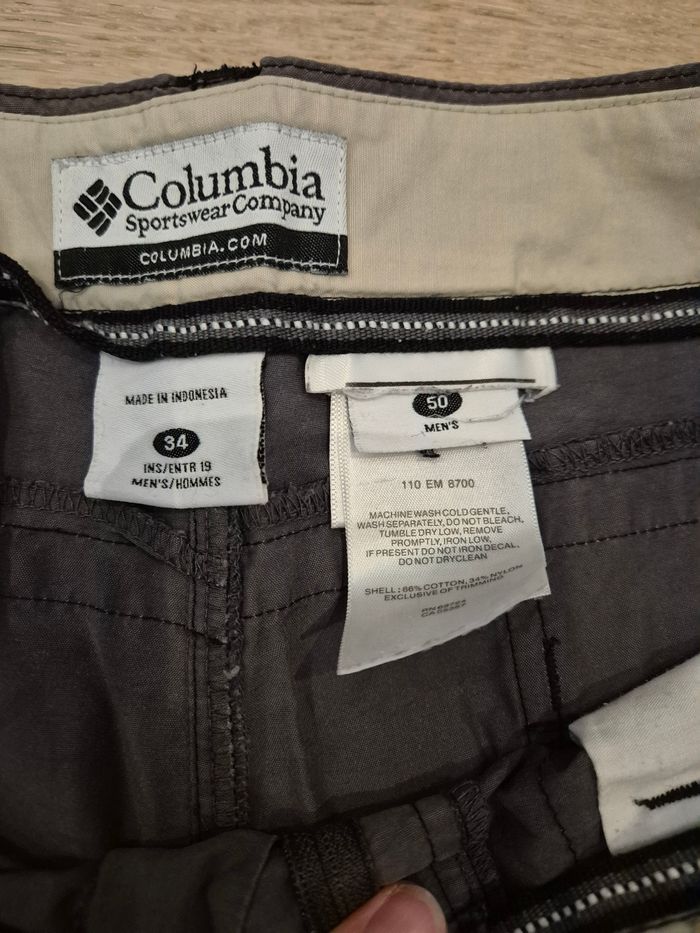 Columbia
Sportswear Company
COLUMBIA.COM
MADE IN INDONESIA
34
INS/ENTR 19
MEN'S/HOMMES
50
MEN'S
110 EM 8700
MACHINE WASH COLD GENTLE,
WASH SEPARATELY, DO NOT BLEACH,
TUMBLE DRY LOW, REMOVE
PROMPTLY, IRON LOW,
IF PRESENT DO NOT IRON DECAL,
DO NOT DRYCLEAN
SHELL : 66% COTTON, 34% NYLON
EXCLUSIVE OF TRIMMING